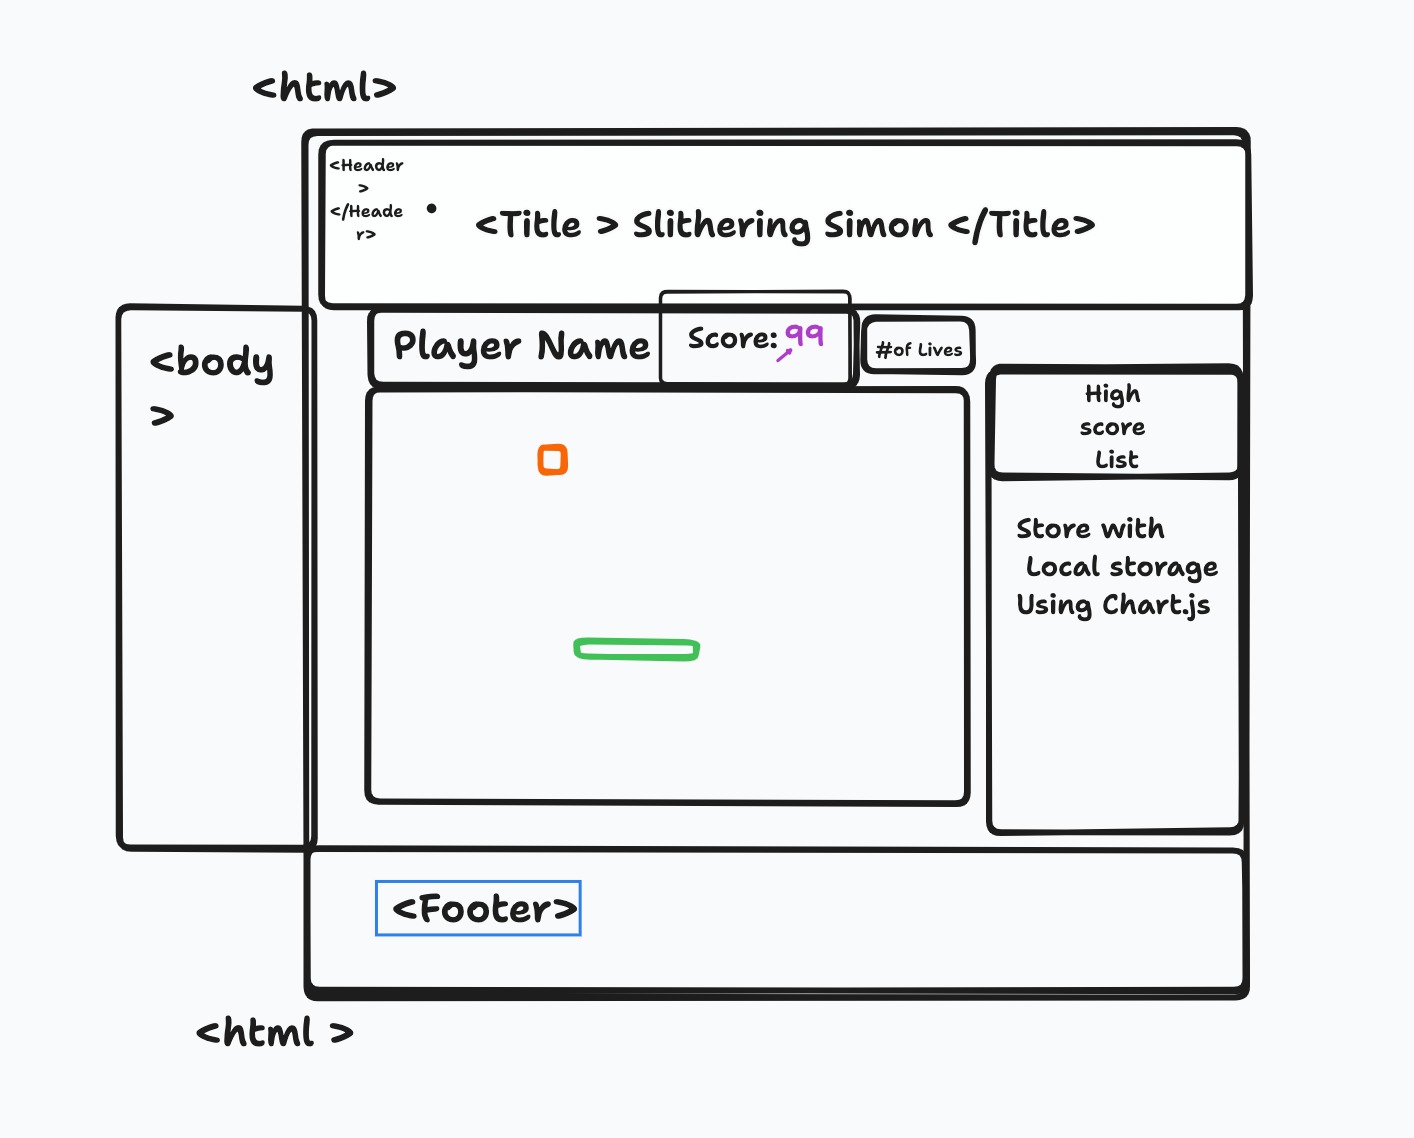 <html>
<Header
>
</Heade
r>
<Title > Slithering Simon </Title>
<body
>
Player Name
Score: 99
#of Lives
High
score
List
Store with
Local storage
Using Chart.js
<Footer>
<html >